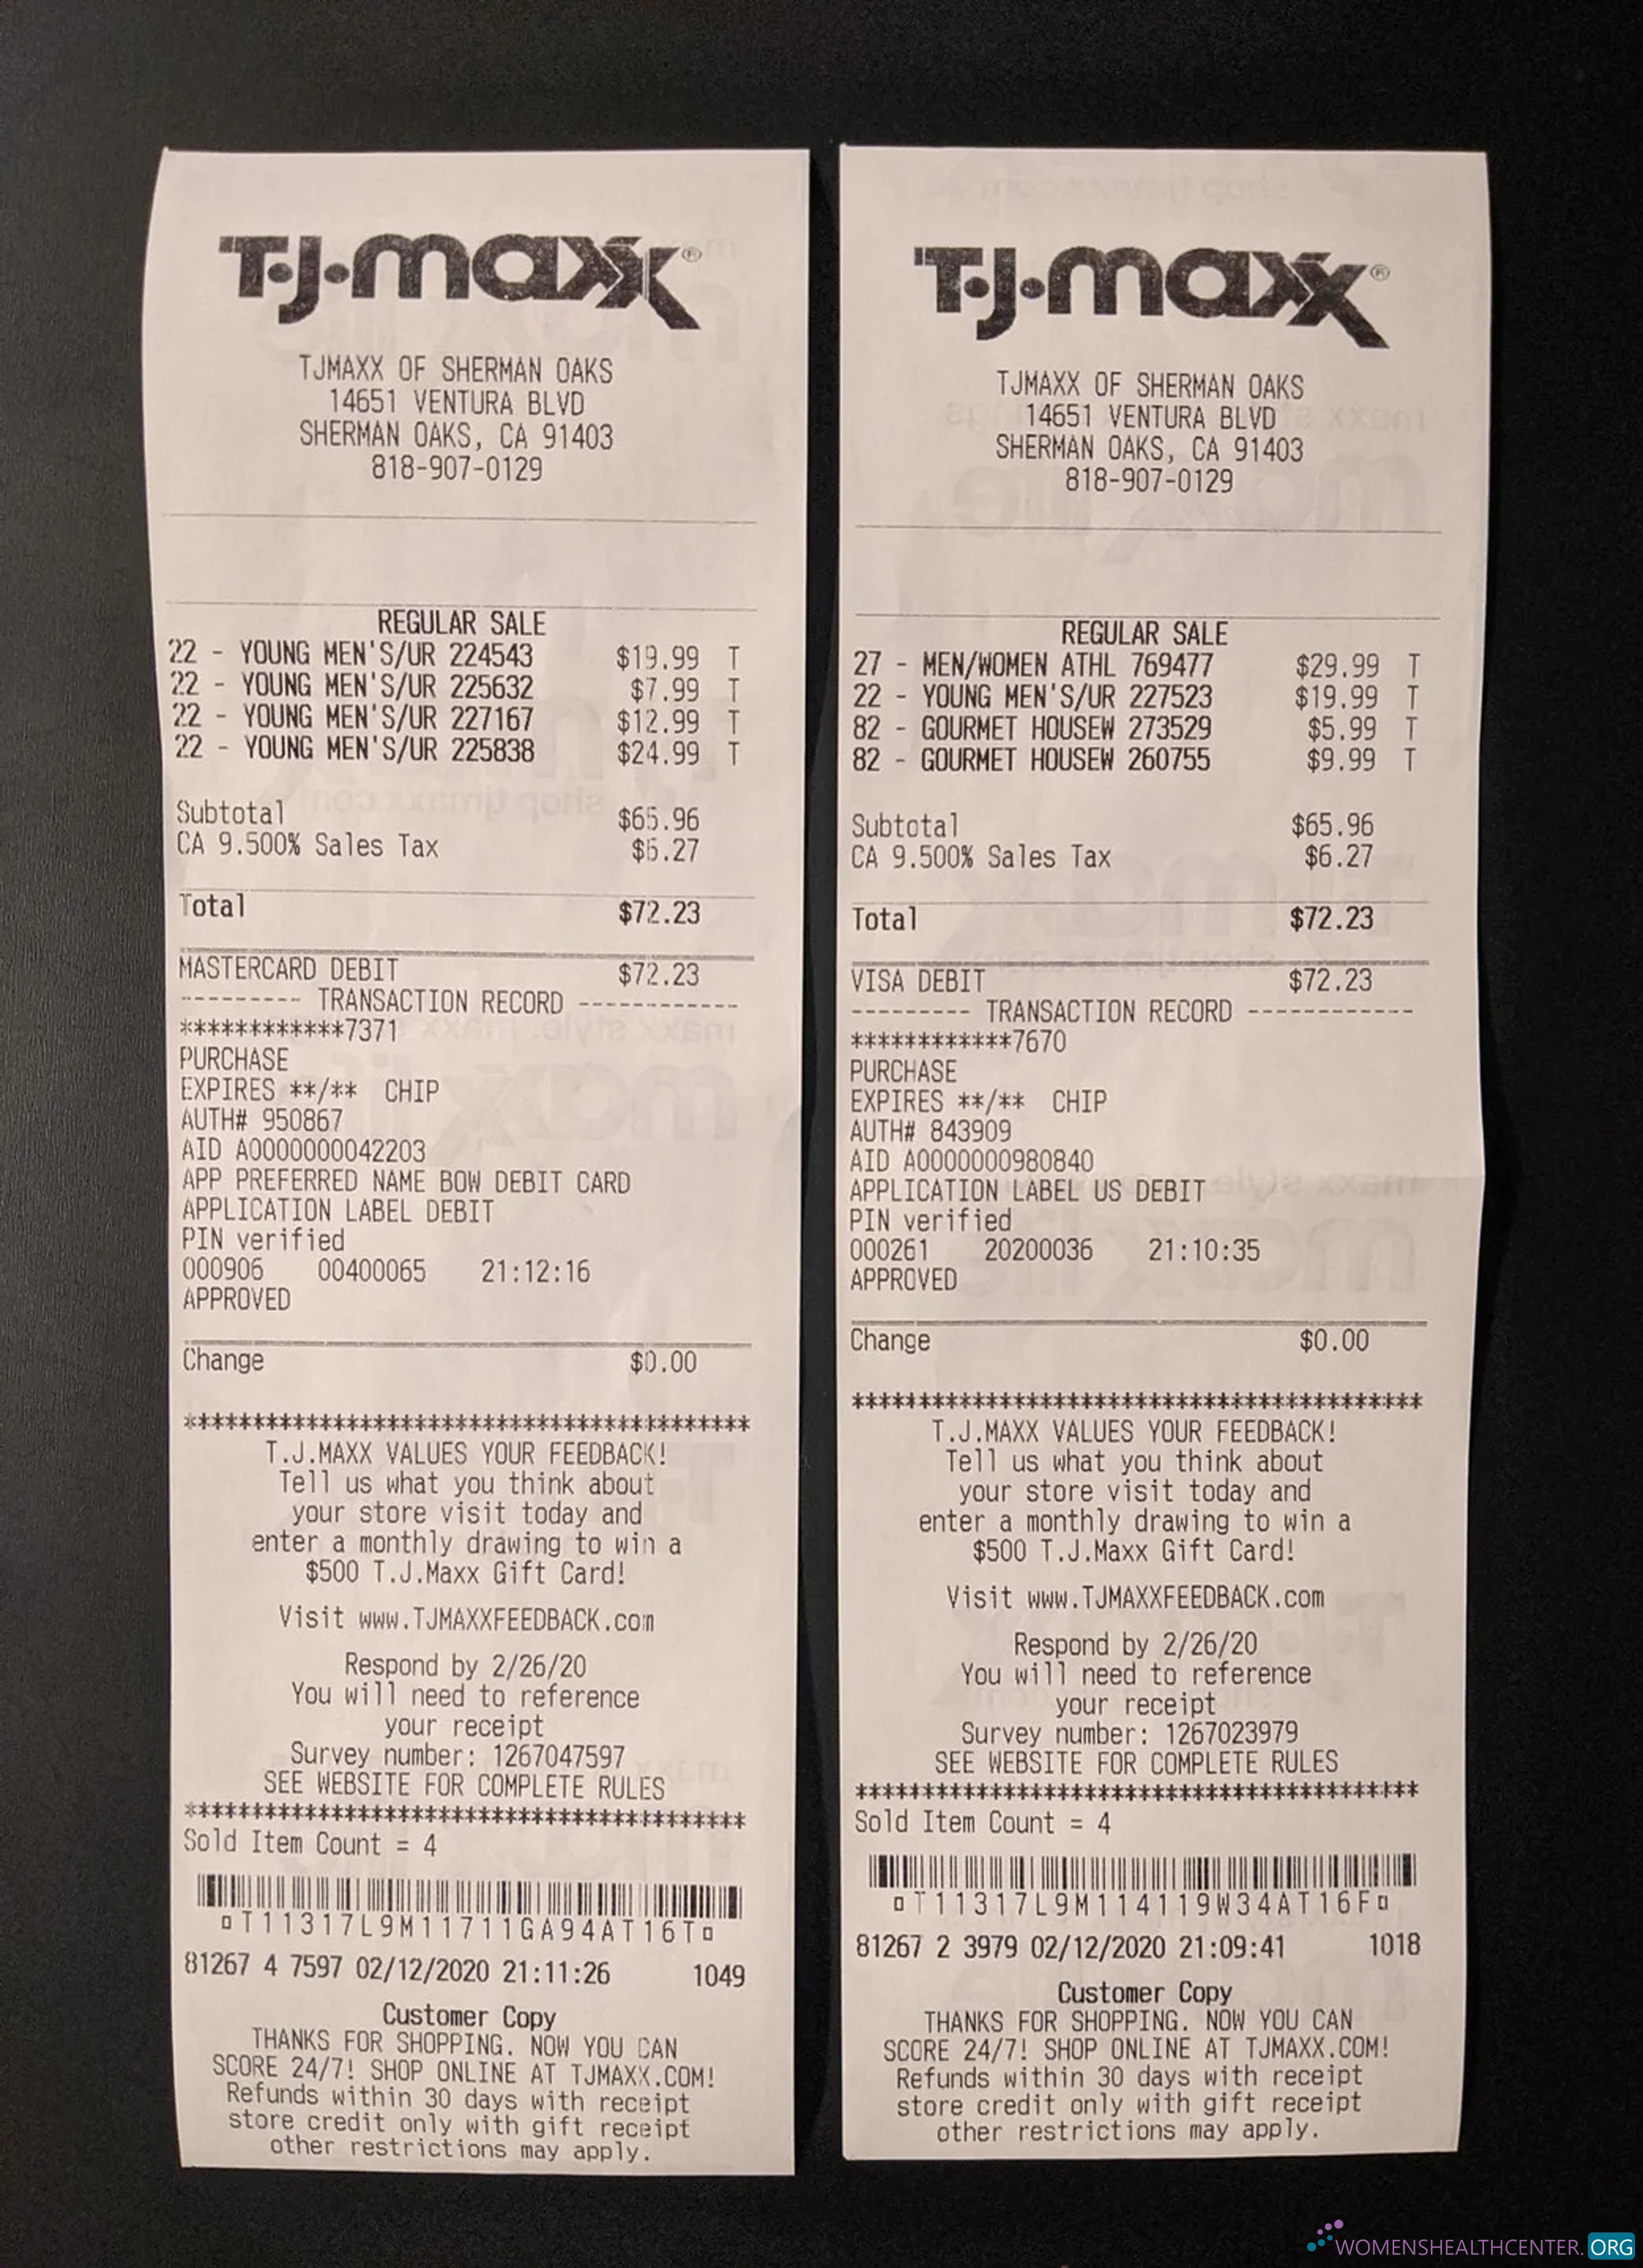 T·J·maxx®
TJMAXX OF SHERMAN OAKS
14651 VENTURA BLVD
SHERMAN OAKS, CA 91403
818-907-0129
REGULAR SALE
22 - YOUNG MEN'S/UR 224543 $19.99 T
22 - YOUNG MEN'S/UR 225632 $7.99 T
22 - YOUNG MEN'S/UR 227167 $12.99 T
22 - YOUNG MEN'S/UR 225838 $24.99 T
Subtotal $65.96
CA 9.500% Sales Tax $6.27
Total $72.23
MASTERCARD DEBIT $72.23
--------- TRANSACTION RECORD ------------
************7371
PURCHASE
EXPIRES **/** CHIP
AUTH# 950867
AID A0000000042203
APP PREFERRED NAME BOW DEBIT CARD
APPLICATION LABEL DEBIT
PIN verified
000906 00400065 21:12:16
APPROVED
Change $0.00
******************************************
T.J.MAXX VALUES YOUR FEEDBACK!
Tell us what you think about
your store visit today and
enter a monthly drawing to win a
$500 T.J.Maxx Gift Card!
Visit www.TJMAXXFEEDBACK.com
Respond by 2/26/20
You will need to reference
your receipt
Survey number: 1267047597
SEE WEBSITE FOR COMPLETE RULES
******************************************
Sold Item Count = 4
¤T11317L9M11711GA94AT16T¤
81267 4 7597 02/12/2020 21:11:26 1049
Customer Copy
THANKS FOR SHOPPING. NOW YOU CAN
SCORE 24/7! SHOP ONLINE AT TJMAXX.COM!
Refunds within 30 days with receipt
store credit only with gift receipt
other restrictions may apply.
T·J·maxx®
TJMAXX OF SHERMAN OAKS
14651 VENTURA BLVD
SHERMAN OAKS, CA 91403
818-907-0129
REGULAR SALE
27 - MEN/WOMEN ATHL 769477 $29.99 T
22 - YOUNG MEN'S/UR 227523 $19.99 T
82 - GOURMET HOUSEW 273529 $5.99 T
82 - GOURMET HOUSEW 260755 $9.99 T
Subtotal $65.96
CA 9.500% Sales Tax $6.27
Total $72.23
VISA DEBIT $72.23
--------- TRANSACTION RECORD ------------
************7670
PURCHASE
EXPIRES **/** CHIP
AUTH# 843909
AID A0000000980840
APPLICATION LABEL US DEBIT
PIN verified
000261 20200036 21:10:35
APPROVED
Change $0.00
******************************************
T.J.MAXX VALUES YOUR FEEDBACK!
Tell us what you think about
your store visit today and
enter a monthly drawing to win a
$500 T.J.Maxx Gift Card!
Visit www.TJMAXXFEEDBACK.com
Respond by 2/26/20
You will need to reference
your receipt
Survey number: 1267023979
SEE WEBSITE FOR COMPLETE RULES
******************************************
Sold Item Count = 4
¤T11317L9M114119W34AT16F¤
81267 2 3979 02/12/2020 21:09:41 1018
Customer Copy
THANKS FOR SHOPPING. NOW YOU CAN
SCORE 24/7! SHOP ONLINE AT TJMAXX.COM!
Refunds within 30 days with receipt
store credit only with gift receipt
other restrictions may apply.
WOMENSHEALTHCENTER.ORG